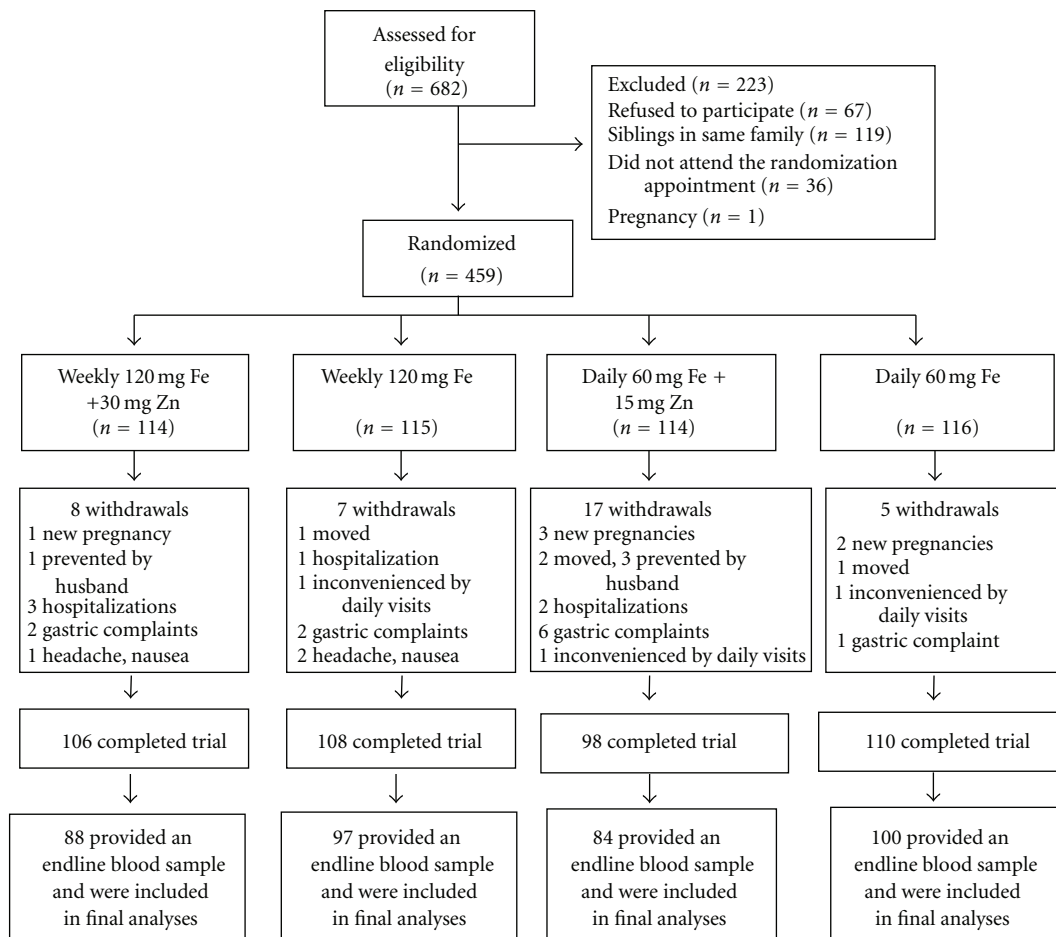 Assessed for
eligibility
(n = 682)
Excluded (n = 223)
Refused to participate (n = 67)
Siblings in same family (n = 119)
Did not attend the randomization
appointment (n = 36)
Pregnancy (n = 1)
Randomized
(n = 459)
Weekly 120 mg Fe
+30 mg Zn
(n = 114)
Weekly 120 mg Fe
(n = 115)
Daily 60 mg Fe +
15 mg Zn
(n = 114)
Daily 60 mg Fe
(n = 116)
8 withdrawals
1 new pregnancy
1 prevented by
husband
3 hospitalizations
2 gastric complaints
1 headache, nausea
7 withdrawals
1 moved
1 hospitalization
1 inconvenienced by
daily visits
2 gastric complaints
2 headache, nausea
17 withdrawals
3 new pregnancies
2 moved, 3 prevented by
husband
2 hospitalizations
6 gastric complaints
1 inconvenienced by daily visits
5 withdrawals
2 new pregnancies
1 moved
1 inconvenienced by
daily visits
1 gastric complaint
106 completed trial
108 completed trial
98 completed trial
110 completed trial
88 provided an
endline blood sample
and were included
in final analyses
97 provided an
endline blood sample
and were included
in final analyses
84 provided an
endline blood sample
and were included
in final analyses
100 provided an
endline blood sample
and were included
in final analyses